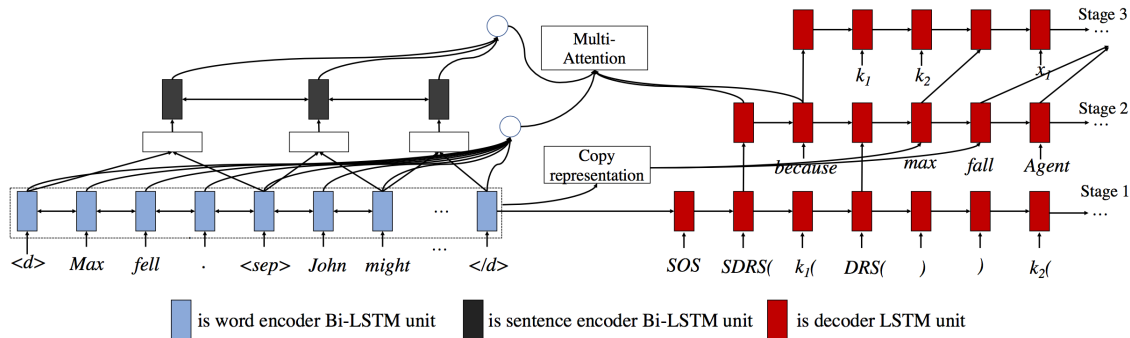 Stage 3
Multi-
Attention
k1 k2 x1 ...
Stage 2
...
Copy
representation
because max fall Agent
Stage 1
... ...
<d> Max fell . <sep> John might ... </d> SOS SDRS( k1( DRS( ) ) k2(
is word encoder Bi-LSTM unit is sentence encoder Bi-LSTM unit is decoder LSTM unit